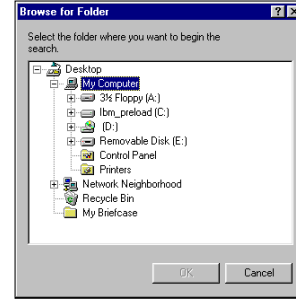 Browse for Folder
Select the folder where you want to begin the
search.
Desktop
My Computer
3½ Floppy (A:)
Ibm_preload (C:)
(D:)
Removable Disk (E:)
Control Panel
Printers
Network Neighborhood
Recycle Bin
My Briefcase
OK
Cancel